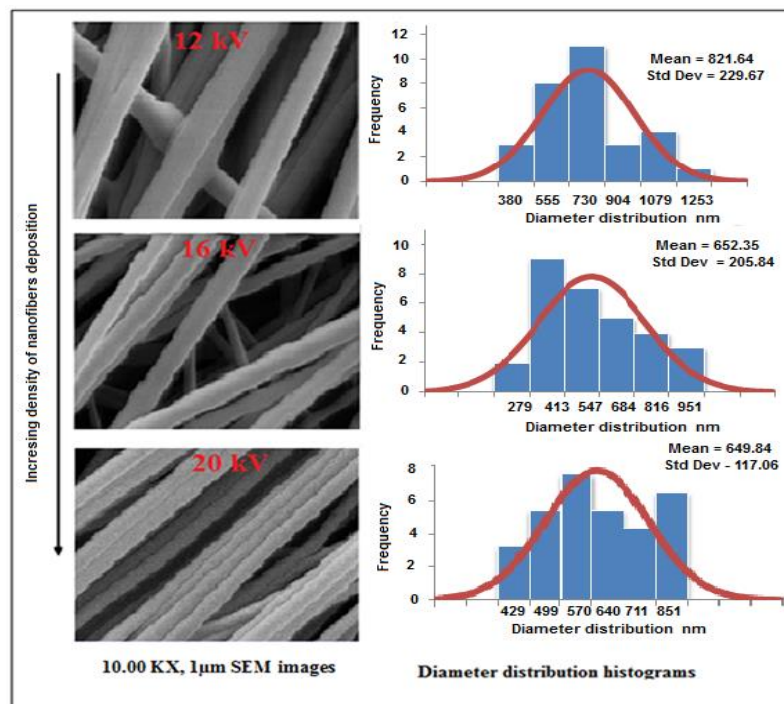 Incresing density of nanofibers deposition
12 kV
12
10
8
6
4
2
0
Frequency
Mean = 821.64
Std Dev = 229.67
380 555 730 904 1079 1253
Diameter distribution nm
16 kV
10
8
6
4
2
0
Frequency
Mean = 652.35
Std Dev = 205.84
279 413 547 684 816 951
Diameter distribution nm
20 kV
8
6
4
2
0
Frequency
Mean = 649.84
Std Dev - 117.06
429 499 570 640 711 851
Diameter distribution nm
10.00 KX, 1µm SEM images
Diameter distribution histograms